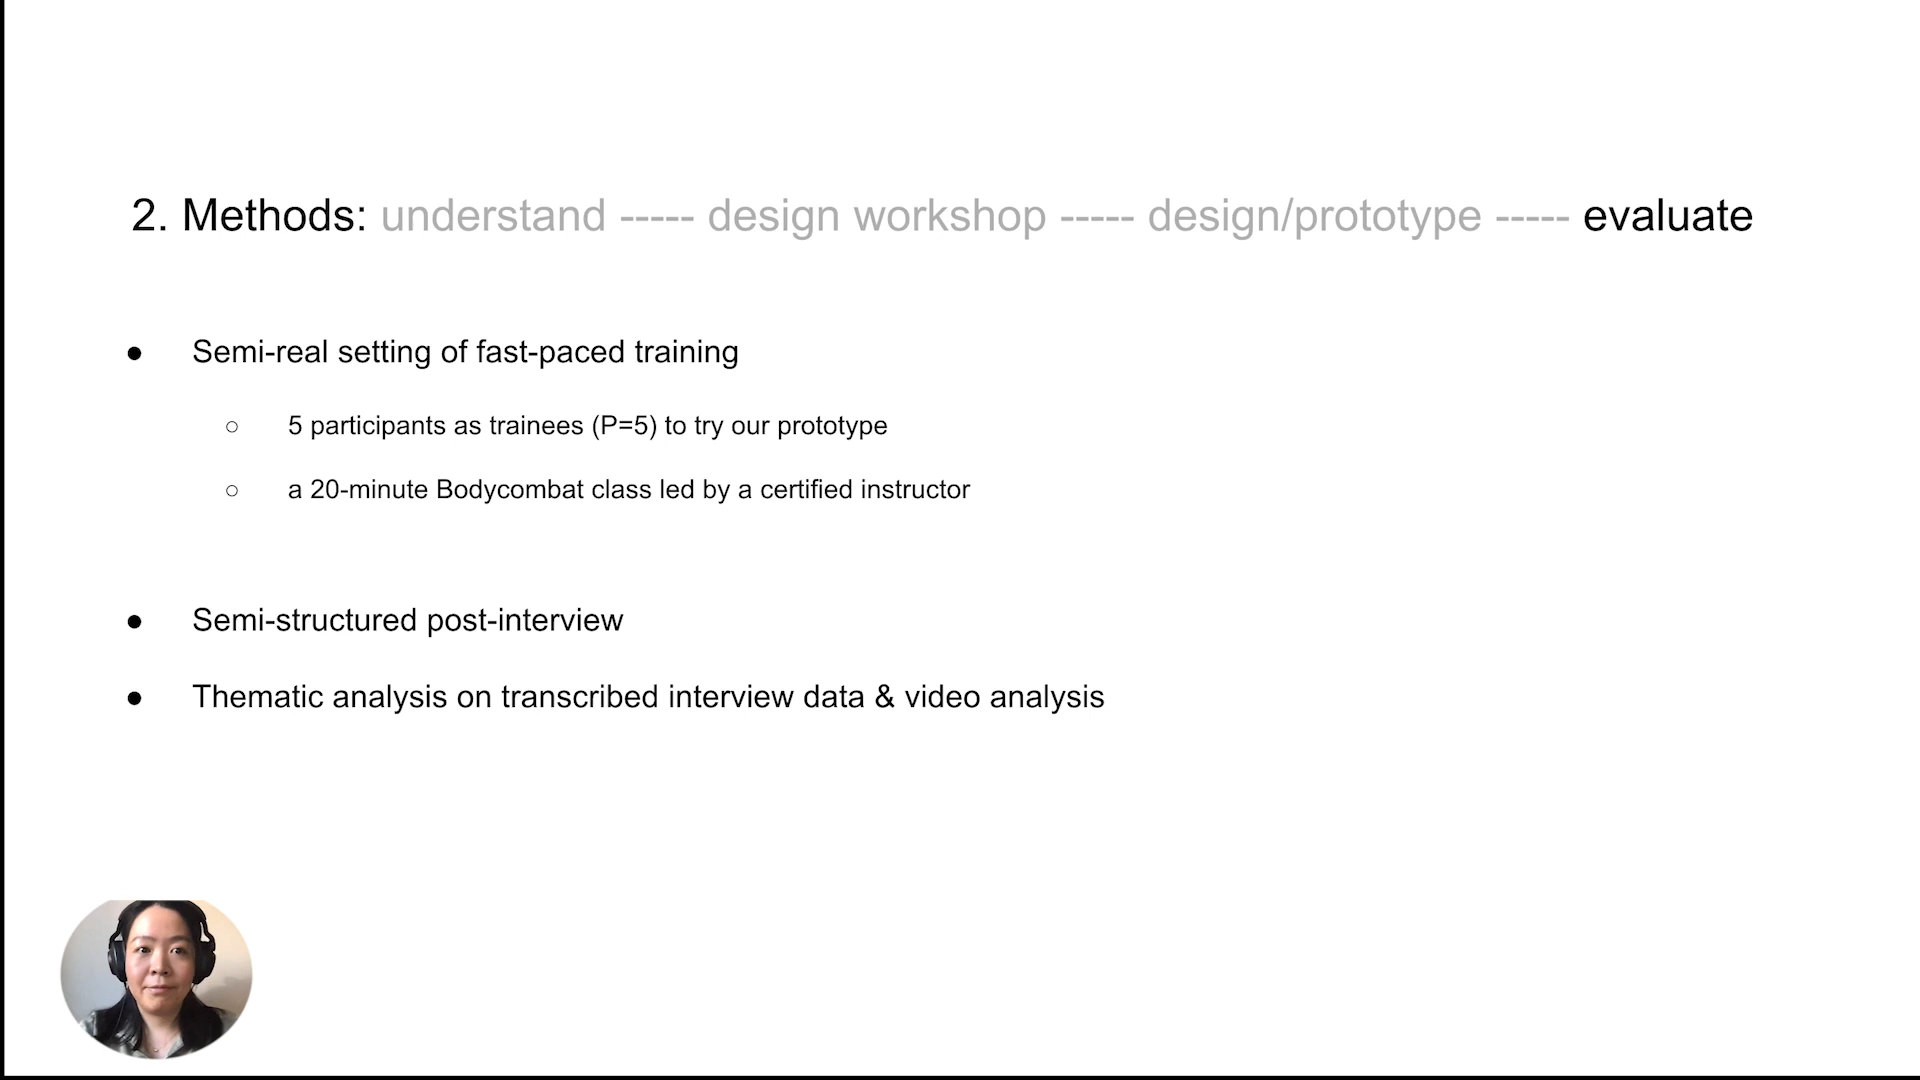 2. Methods: understand ----- design workshop ----- design/prototype ----- evaluate
● Semi-real setting of fast-paced training
○ 5 participants as trainees (P=5) to try our prototype
○ a 20-minute Bodycombat class led by a certified instructor
● Semi-structured post-interview
● Thematic analysis on transcribed interview data & video analysis